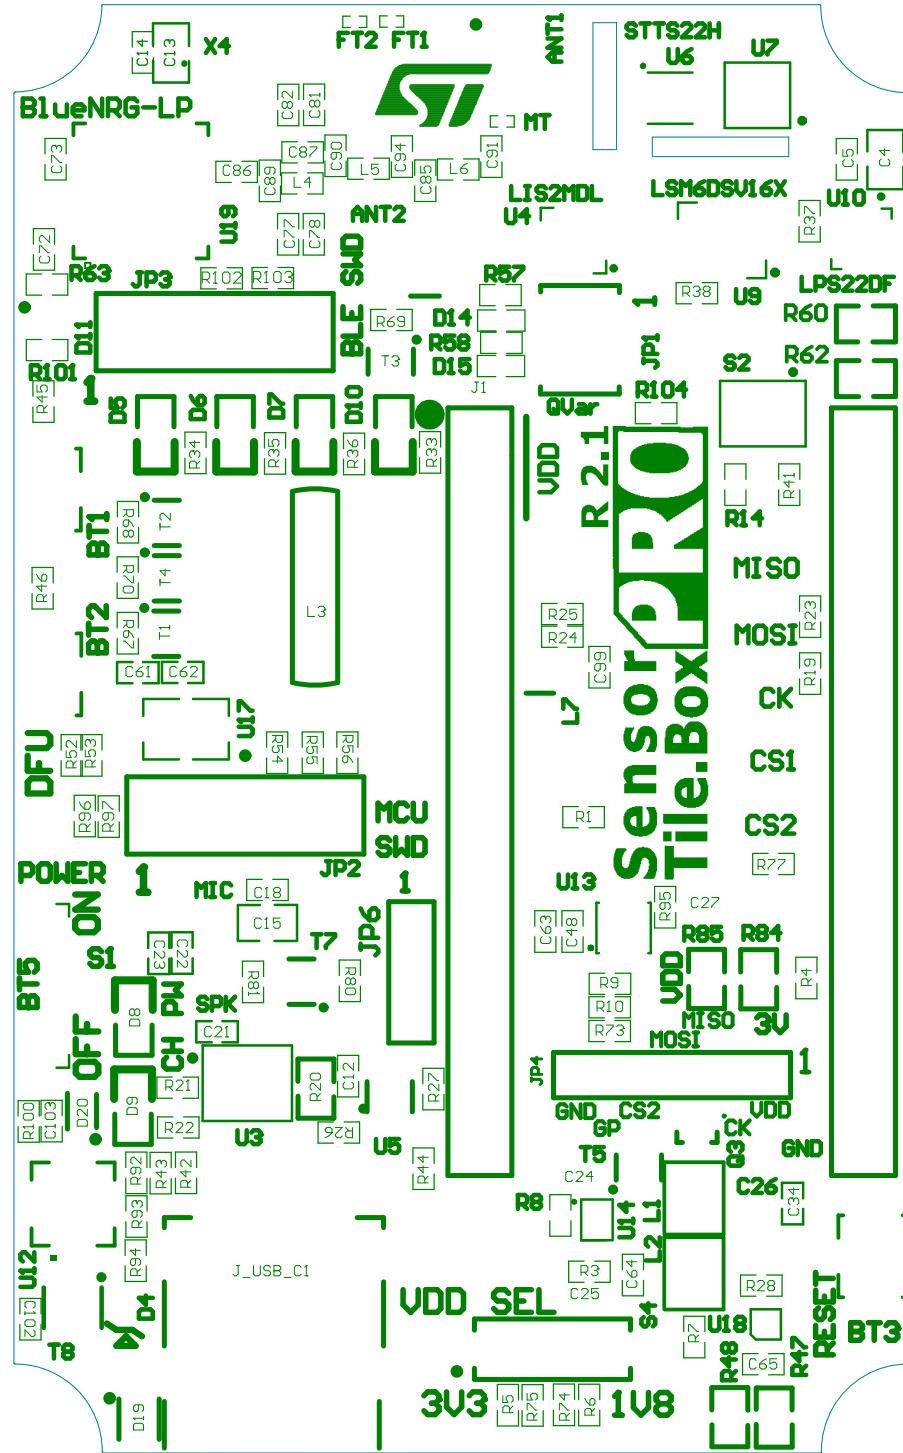 FT2
FT1
ANT1
STTS22H
U6
U7
X4
C14
C13
BlueNRG-LP
C82
C81
MT
C73
C86
C87
C90
C89
L4
L5
C94
C85
L6
C91
C5
C4
U19
ANT2
LIS2MDL
U4
LSM6DSV16X
U10
C72
C77
C78
R63
JP3
R102
R103
BLE SWD
R57
R38
U9
LPS22DF
D11
R69
D14
R58
D15
T3
J1
1
JP1
R60
R62
S2
R101
1
R45
D5
D6
D7
D10
QVar
R104
R34
R35
R36
R33
VDD
R 2.1
PRO
R41
R14
R68
T2
BT1
R70
T4
R46
R67
T1
BT2
L3
R25
R24
C99
MISO
R23
MOSI
R19
CK
C61
C62
U17
L7
Sensor
Tile.Box
DFU
R52
R53
R54
R55
R56
CS1
R96
R97
MCU
SWD
R1
CS2
R77
POWER
1
JP2
MIC
C18
C15
1
U13
R95
C27
ON
S1
C23
C22
T7
JP6
C63
C48
R85
R84
BT5
R81
R80
R9
R10
R73
VDD
R4
D8
CH PW
SPK
C21
MISO
3V
MOSI
OFF
D9
R21
R22
R20
C12
R27
JP4
1
R100
C103
D20
U3
R26
U5
GND
CS2
GP
VDD
CK
GND
R92
R43
R42
R44
T5
Q3
C24
C26
C34
R93
R8
U14
L1
R94
U12
J_USB_C1
L2
R3
C25
C64
R28
C102
D4
T8
VDD SEL
S4
R7
U18
RESET
BT3
C65
D19
3V3
R5
R75
R74
R6
1V8
R48
R47